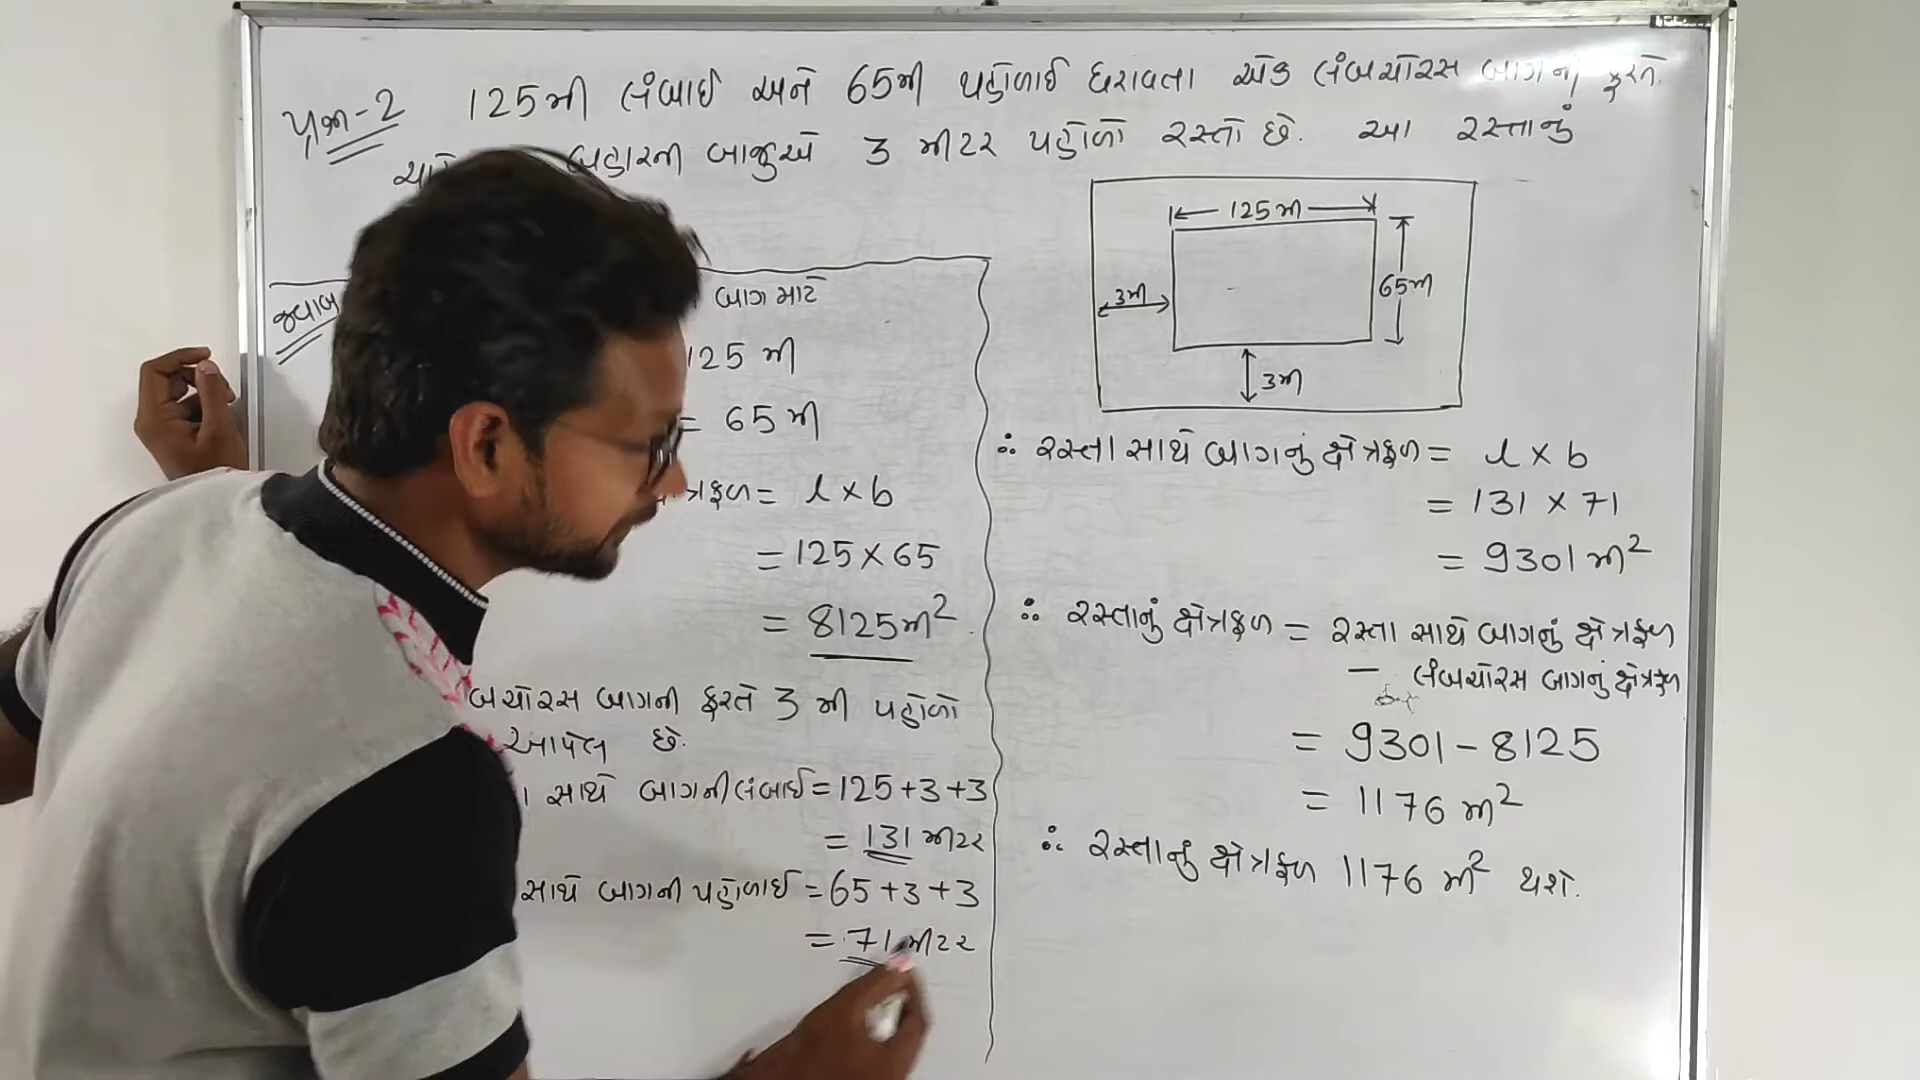 પ્રશ્ન-2 125મી લંબાઈ અને 65મી પહોળાઈ ધરાવતા એક લંબચોરસ બાગની ફરતે
બહારની બાજુએ 3 મીટર પહોળો રસ્તો છે. આ રસ્તાનું
જવાબ
બાગ માટે
125 મી
= 65 મી
= l × b
= 125 × 65
= 8125 મી²
બાગની ફરતે 3 મી પહોળો
આપેલ છે.
સાથે બાગની લંબાઈ = 125 + 3 + 3
= 131 મીટર
સાથે બાગની પહોળાઈ = 65 + 3 + 3
= 71 મીટર
125મી
65મી
3મી
3મી
∴ રસ્તા સાથે બાગનું ક્ષેત્રફળ = l × b
= 131 × 71
= 9301 મી²
∴ રસ્તાનું ક્ષેત્રફળ = રસ્તા સાથે બાગનું ક્ષેત્રફળ
− લંબચોરસ બાગનું ક્ષેત્રફળ
= 9301 − 8125
= 1176 મી²
∴ રસ્તાનું ક્ષેત્રફળ 1176 મી² થશે.